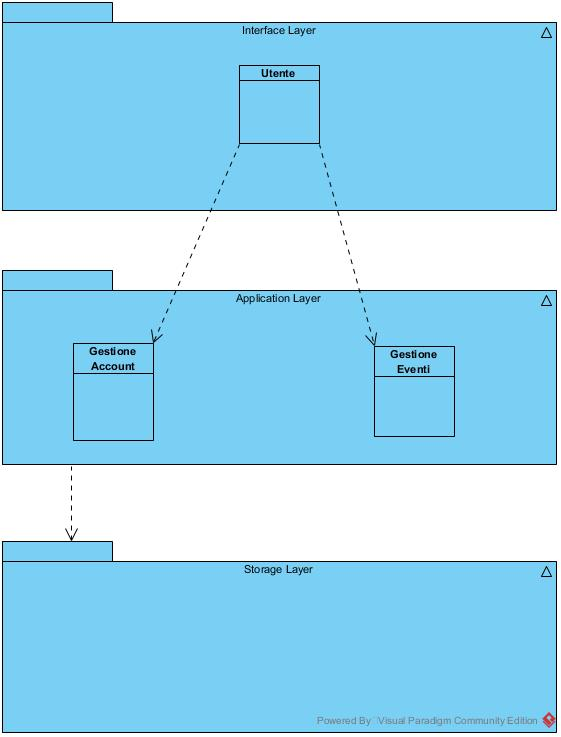 Interface Layer
Utente
Application Layer
Gestione
Account
Gestione
Eventi
Storage Layer
Powered By Visual Paradigm Community Edition